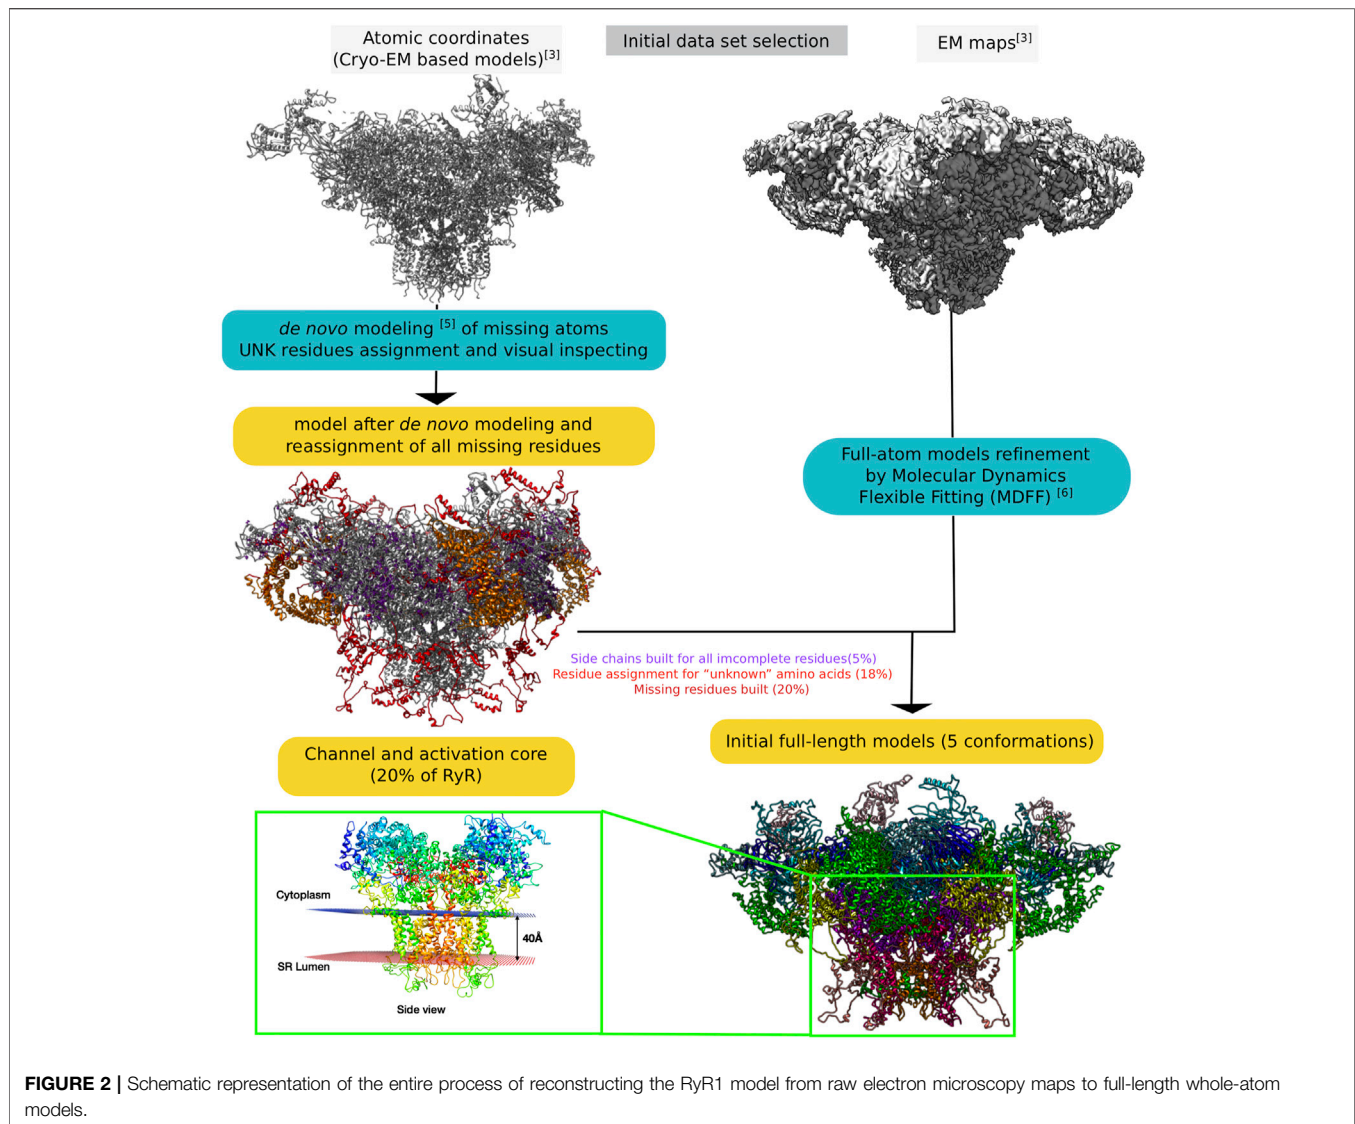 Atomic coordinates
(Cryo-EM based models)[3]
Initial data set selection
EM maps[3]
de novo modeling [5] of missing atoms
UNK residues assignment and visual inspecting
model after de novo modeling and
reassignment of all missing residues
Full-atom models refinement
by Molecular Dynamics
Flexible Fitting (MDFF) [6]
Side chains built for all imcomplete residues(5%)
Residue assignment for "unknown" amino acids (18%)
Missing residues built (20%)
Channel and activation core
(20% of RyR)
Initial full-length models (5 conformations)
Cytoplasm
40Å
SR Lumen
Side view
FIGURE 2 | Schematic representation of the entire process of reconstructing the RyR1 model from raw electron microscopy maps to full-length whole-atom
models.